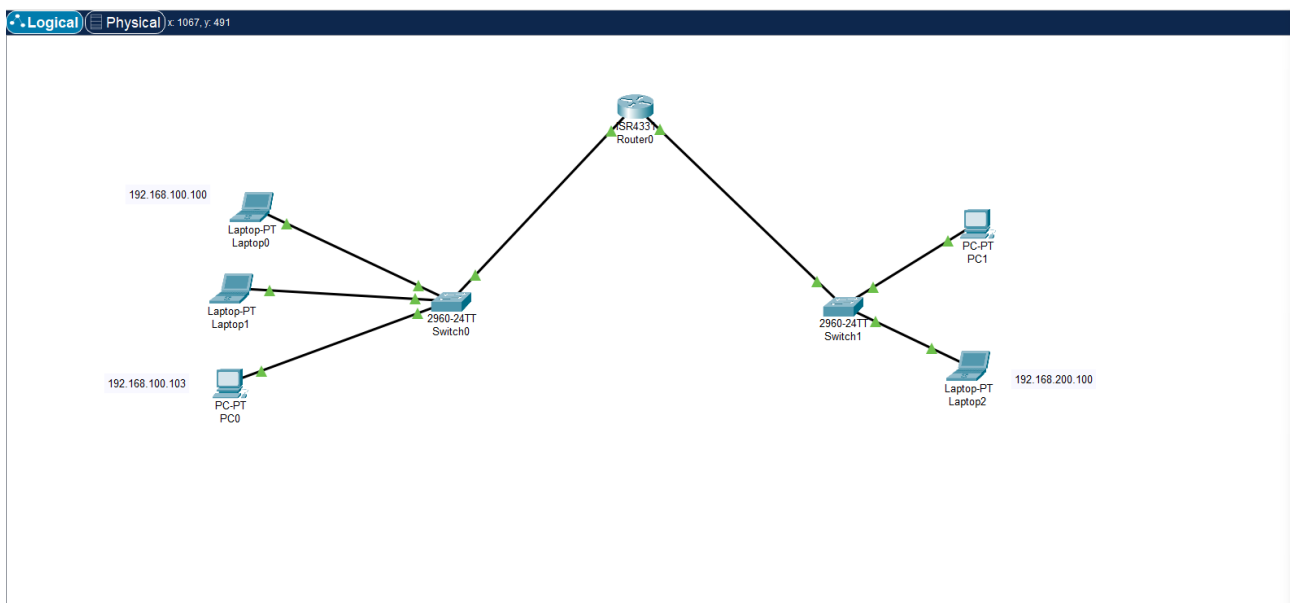 Logical Physical x: 1067, y: 491
ISR4331
Router0
192.168.100.100
Laptop-PT
Laptop0
Laptop-PT
Laptop1
192.168.100.103
PC-PT
PC0
2960-24TT
Switch0
2960-24TT
Switch1
PC-PT
PC1
Laptop-PT
Laptop2
192.168.200.100